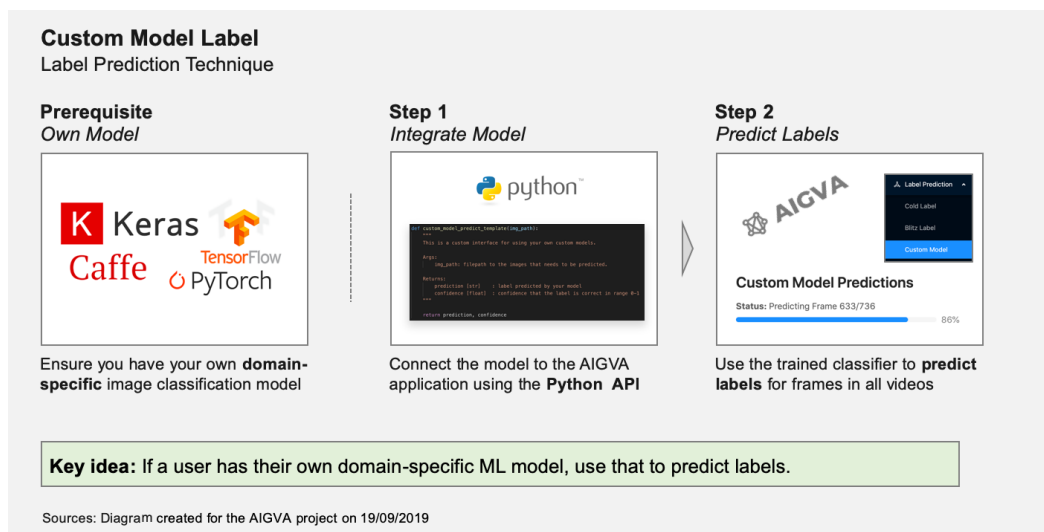 Custom Model Label
Label Prediction Technique
Prerequisite
Own Model
K Keras
TensorFlow
Caffe
PyTorch
Ensure you have your own domain-
specific image classification model
Step 1
Integrate Model
python™
def custom_model_predict_template(img_path):
"""
This is a custom interface for using your own custom models.
Args:
img_path: filepath to the images that needs to be predicted.
Returns:
prediction [str] : label predicted by your model
confidence [float] : confidence that the label is correct in range 0-1
"""
return prediction, confidence
Connect the model to the AIGVA
application using the Python API
Step 2
Predict Labels
AIGVA
Label Prediction
Cold Label
Blitz Label
Custom Model
Custom Model Predictions
Status: Predicting Frame 633/736
86%
Use the trained classifier to predict
labels for frames in all videos
Key idea: If a user has their own domain-specific ML model, use that to predict labels.
Sources: Diagram created for the AIGVA project on 19/09/2019